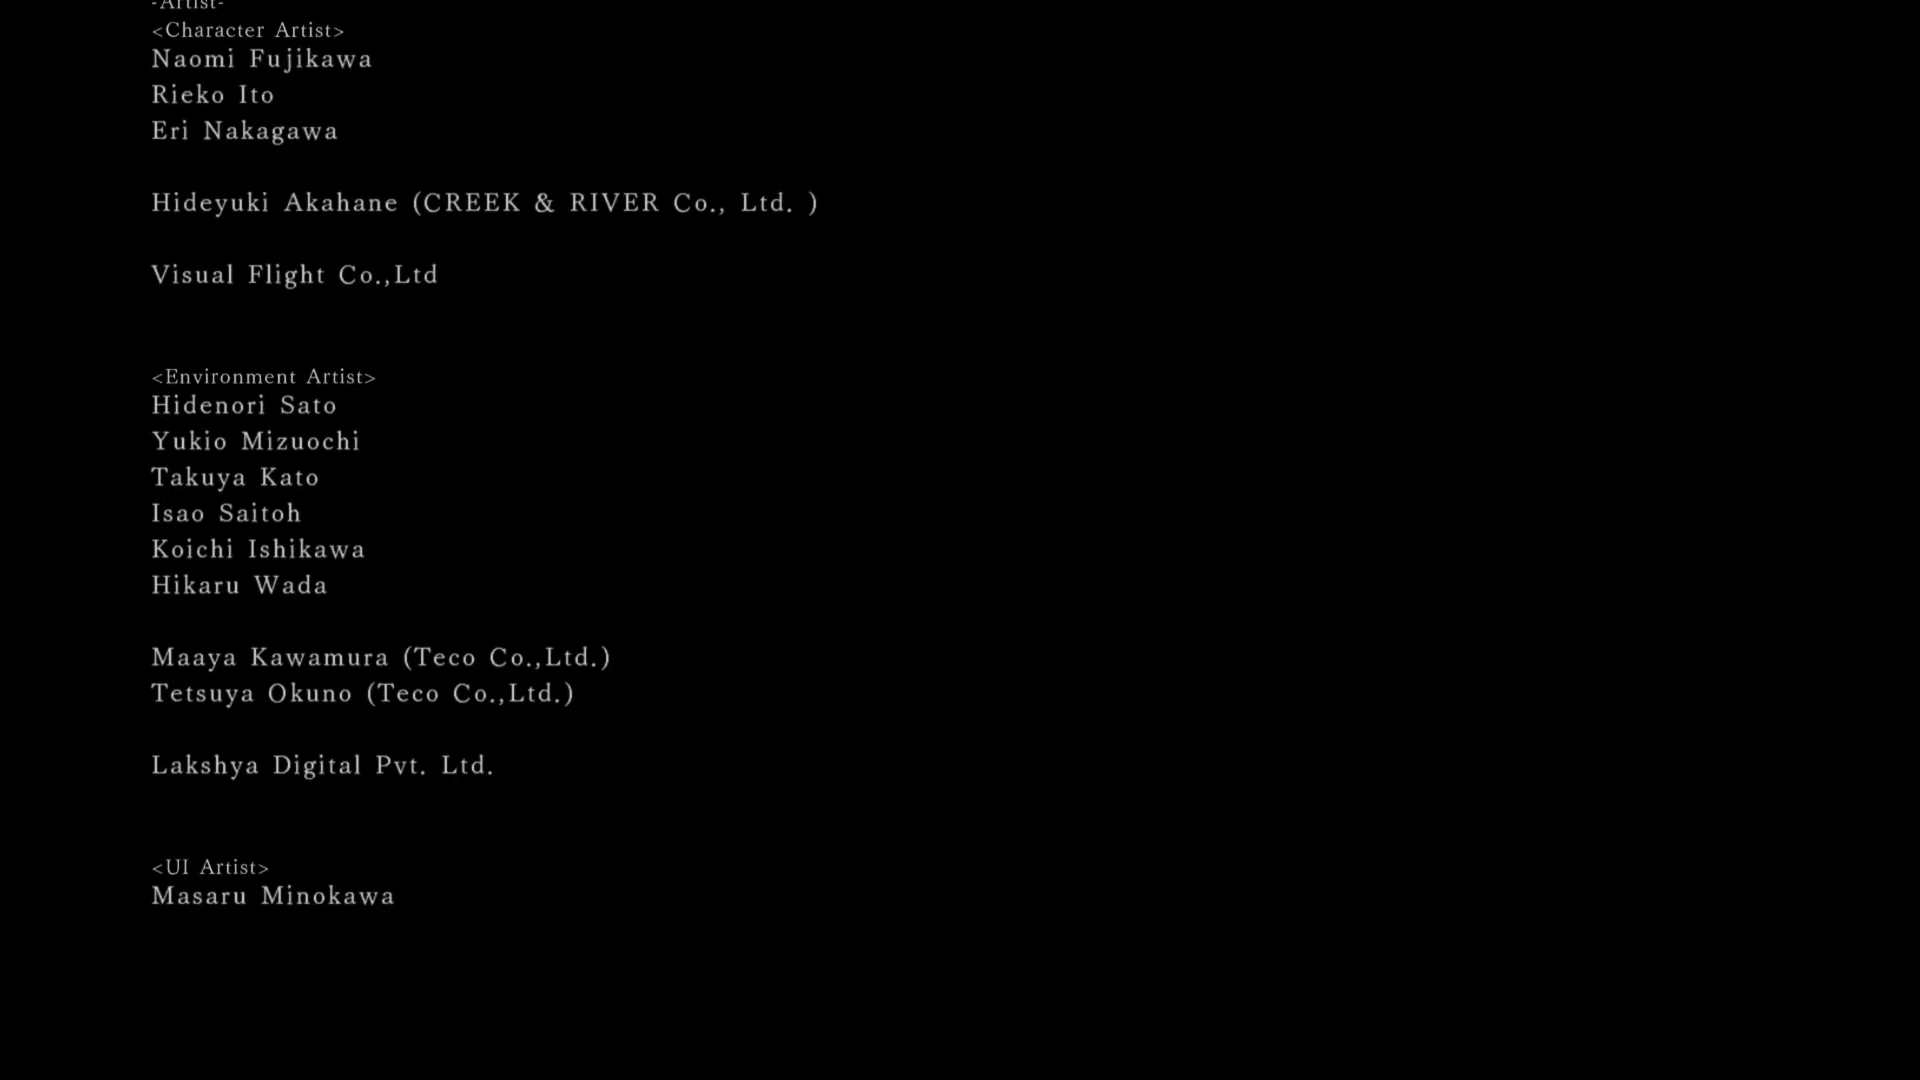 -Artist-
<Character Artist>
Naomi Fujikawa
Rieko Ito
Eri Nakagawa
Hideyuki Akahane (CREEK & RIVER Co., Ltd. )
Visual Flight Co.,Ltd
<Environment Artist>
Hidenori Sato
Yukio Mizuochi
Takuya Kato
Isao Saitoh
Koichi Ishikawa
Hikaru Wada
Maaya Kawamura (Teco Co.,Ltd.)
Tetsuya Okuno (Teco Co.,Ltd.)
Lakshya Digital Pvt. Ltd.
<UI Artist>
Masaru Minokawa